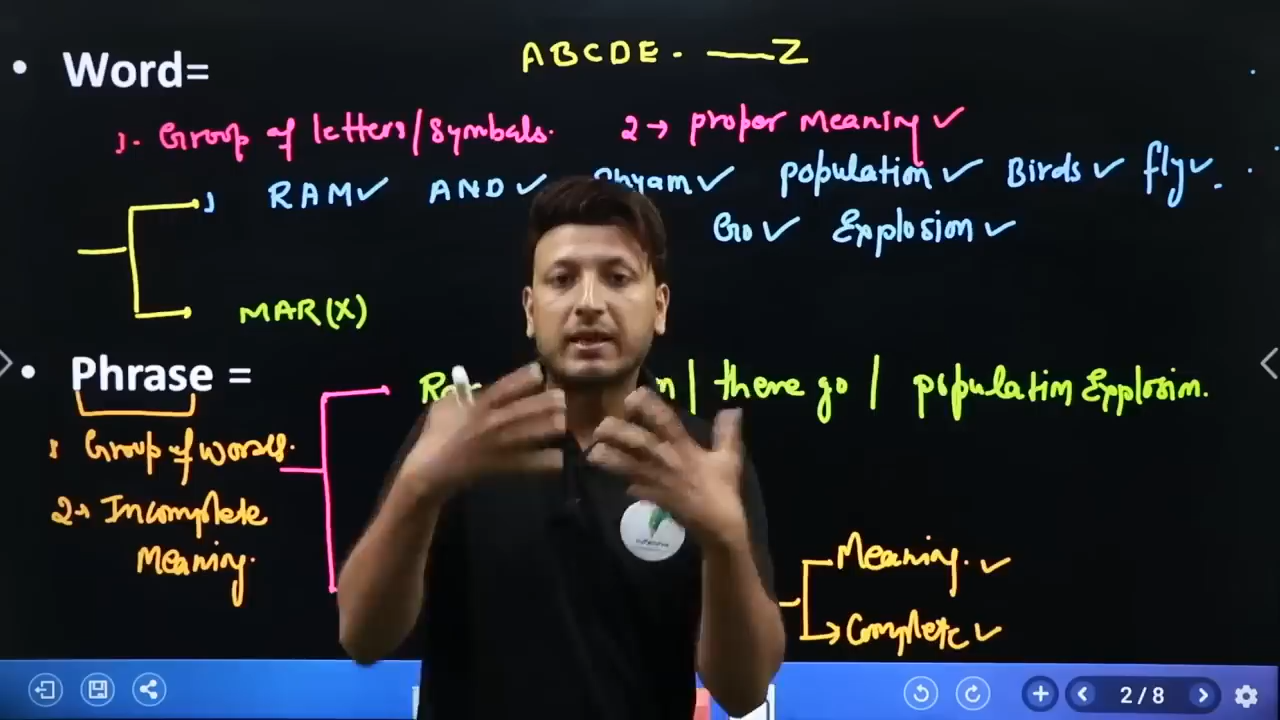 ABCDE. — Z
• Word=
1. Group of letters/symbols. 2→ proper Meaning ✓
1 RAM ✓ AND ✓ Shyam ✓ population ✓ Birds ✓ fly ✓.
Go ✓ Explosion ✓
MAR(X)
• Phrase =
| there go | population Explosion.
1 Group of words.
2→ Incomplete
Meaning.
Meaning. ✓
Complete ✓
2 / 8